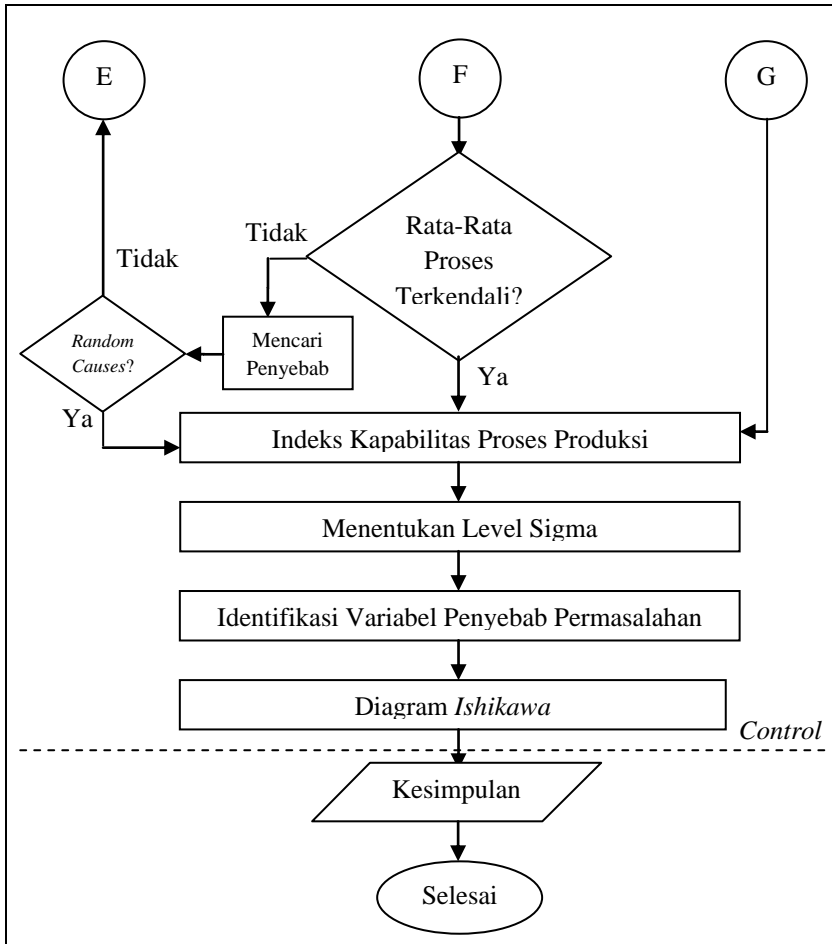 E
F
G
Rata-Rata
Proses
Terkendali?
Tidak
Tidak
Mencari
Penyebab
Random
Causes?
Ya
Ya
Indeks Kapabilitas Proses Produksi
Menentukan Level Sigma
Identifikasi Variabel Penyebab Permasalahan
Diagram Ishikawa
Control
Kesimpulan
Selesai